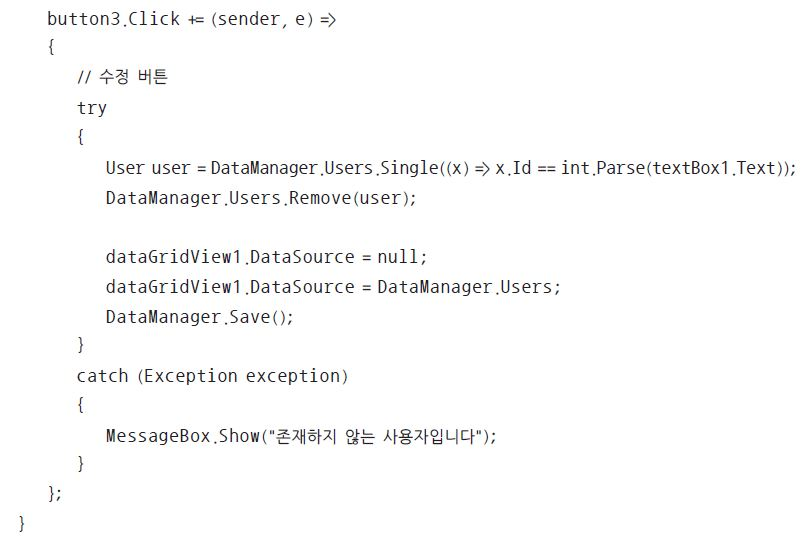 button3.Click += (sender, e) =>
{
// 수정 버튼
try
{
User user = DataManager.Users.Single((x) => x.Id == int.Parse(textBox1.Text));
DataManager.Users.Remove(user);
dataGridView1.DataSource = null;
dataGridView1.DataSource = DataManager.Users;
DataManager.Save();
}
catch (Exception exception)
{
MessageBox.Show("존재하지 않는 사용자입니다");
}
};
}